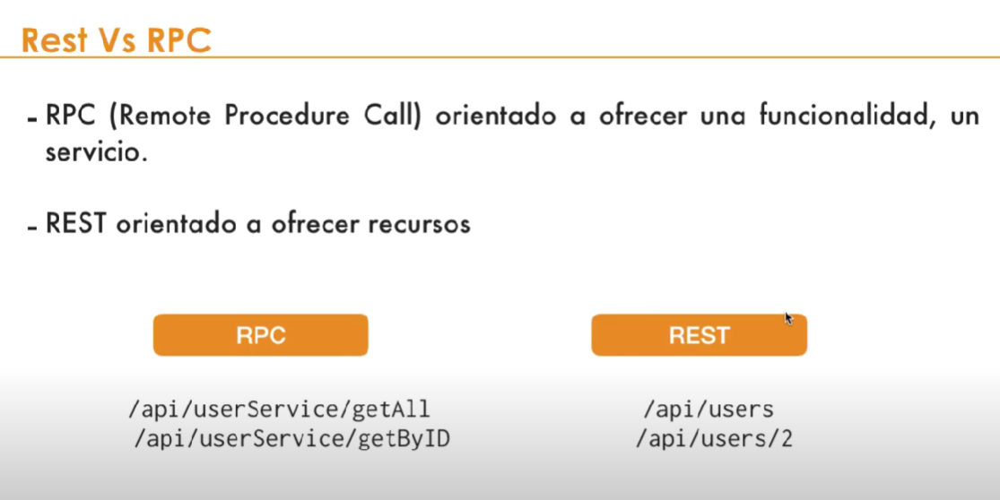 Rest Vs RPC
- RPC (Remote Procedure Call) orientado a ofrecer una funcionalidad, un
servicio.
- REST orientado a ofrecer recursos
RPC
/api/userService/getAll
/api/userService/getByID
REST
/api/users
/api/users/2